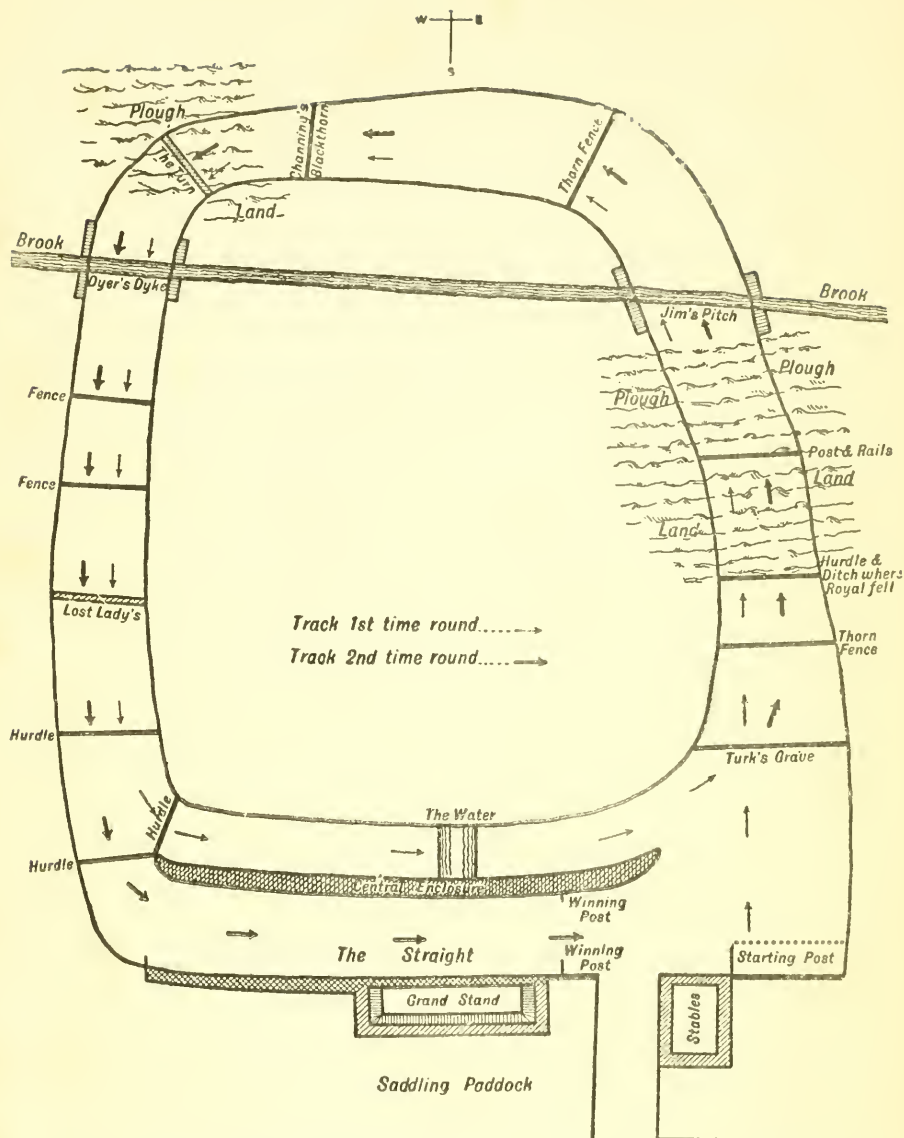 W
E
S
Plough
The Turn
Channing's
Blackthorn
Thorn Fence
Land
Brook
Dyer's Dyke
Brook
Jim's Pitch
Plough
Plough
Fence
Post & Rails
Fence
Land
Land
Hurdle &
Ditch where
Royal fell
Lost Lady's
Track 1st time round......
Track 2nd time round.....
Thorn
Fence
Hurdle
Turk's Grave
Hurdle
The Water
Hurdle
Central Enclosure
Winning
Post
The Straight
Winning
Post
Starting Post
Grand Stand
Stables
Saddling Paddock